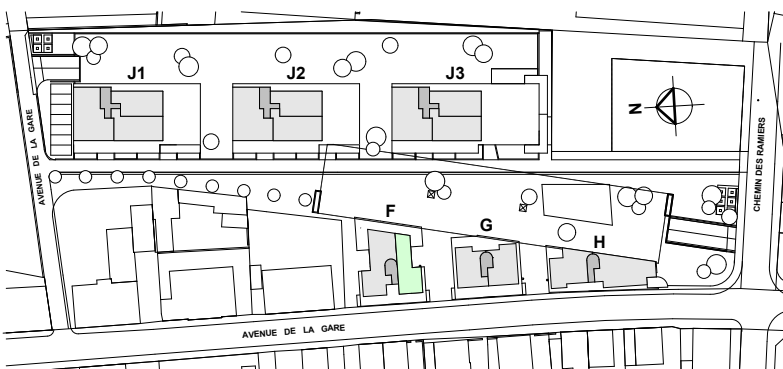 J1
J2
J3
N
AVENUE DE LA GARE
CHEMIN DES RAMIERS
F
G
H
AVENUE DE LA GARE